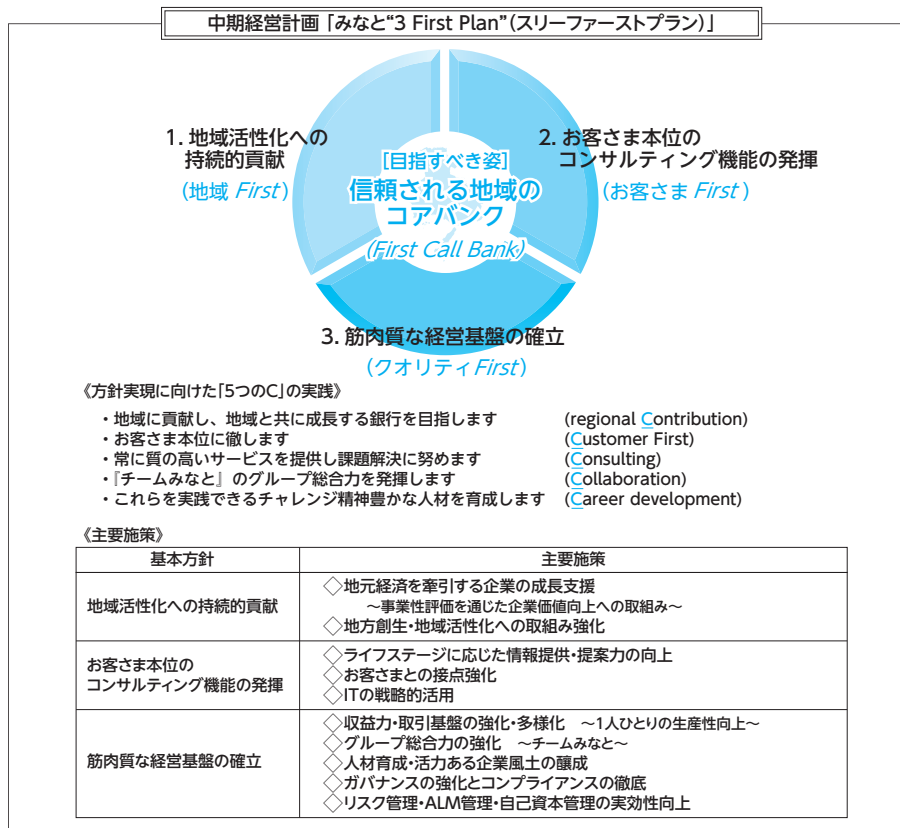 中期経営計画「みなと“3 First Plan”(スリーファーストプラン)」
1. 地域活性化への
持続的貢献
(地域 First)
2. お客さま本位の
コンサルティング機能の発揮
(お客さま First )
[目指すべき姿]
信頼される地域の
コアバンク
(First Call Bank)
3. 筋肉質な経営基盤の確立
(クオリティFirst)
《方針実現に向けた「5つのC」の実践》
・地域に貢献し、地域と共に成長する銀行を目指します (regional Contribution)
・お客さま本位に徹します (Customer First)
・常に質の高いサービスを提供し課題解決に努めます (Consulting)
・『チームみなと』のグループ総合力を発揮します (Collaboration)
・これらを実践できるチャレンジ精神豊かな人材を育成します (Career development)
《主要施策》
基本方針 主要施策
地域活性化への持続的貢献
◇地元経済を牽引する企業の成長支援
～事業性評価を通じた企業価値向上への取組み～
◇地方創生・地域活性化への取組み強化
お客さま本位の
コンサルティング機能の発揮
◇ライフステージに応じた情報提供・提案力の向上
◇お客さまとの接点強化
◇ITの戦略的活用
筋肉質な経営基盤の確立
◇収益力・取引基盤の強化・多様化 ～1人ひとりの生産性向上～
◇グループ総合力の強化 ～チームみなと～
◇人材育成・活力ある企業風土の醸成
◇ガバナンスの強化とコンプライアンスの徹底
◇リスク管理・ALM管理・自己資本管理の実効性向上